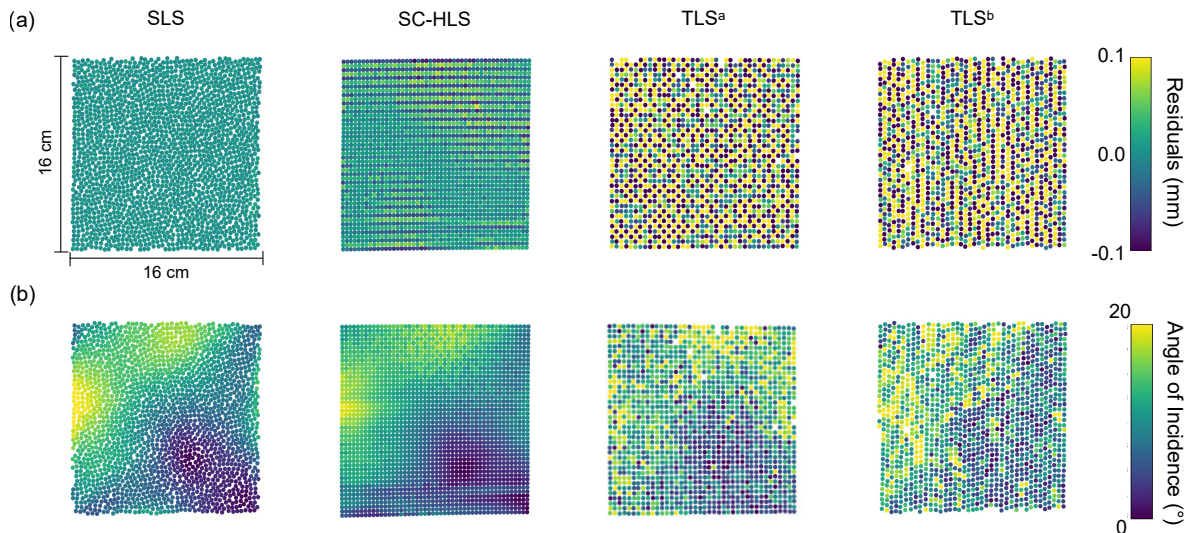 (a)
SLS
SC-HLS
TLSᵃ
TLSᵇ
16 cm
16 cm
0.1
0.0
-0.1
Residuals (mm)
(b)
20
0
Angle of Incidence (°)